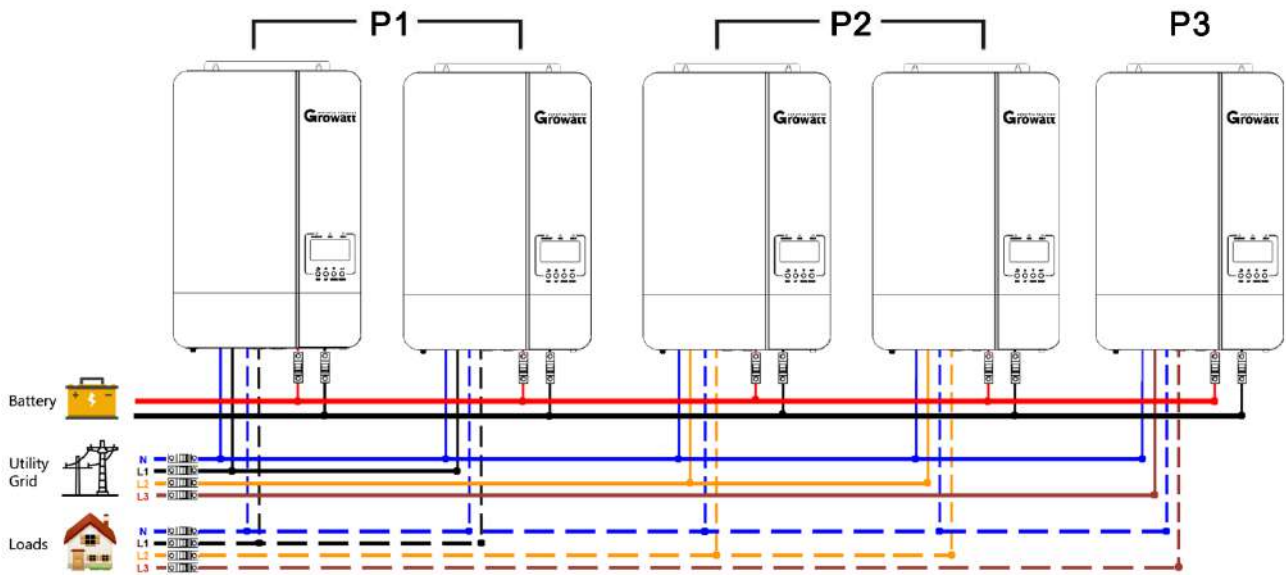 P1
P2
P3
Growatt
Growatt
Growatt
Growatt
Growatt
Battery
+
−
Utility
Grid
N
L1
L2
L3
Loads
N
L1
L2
L3